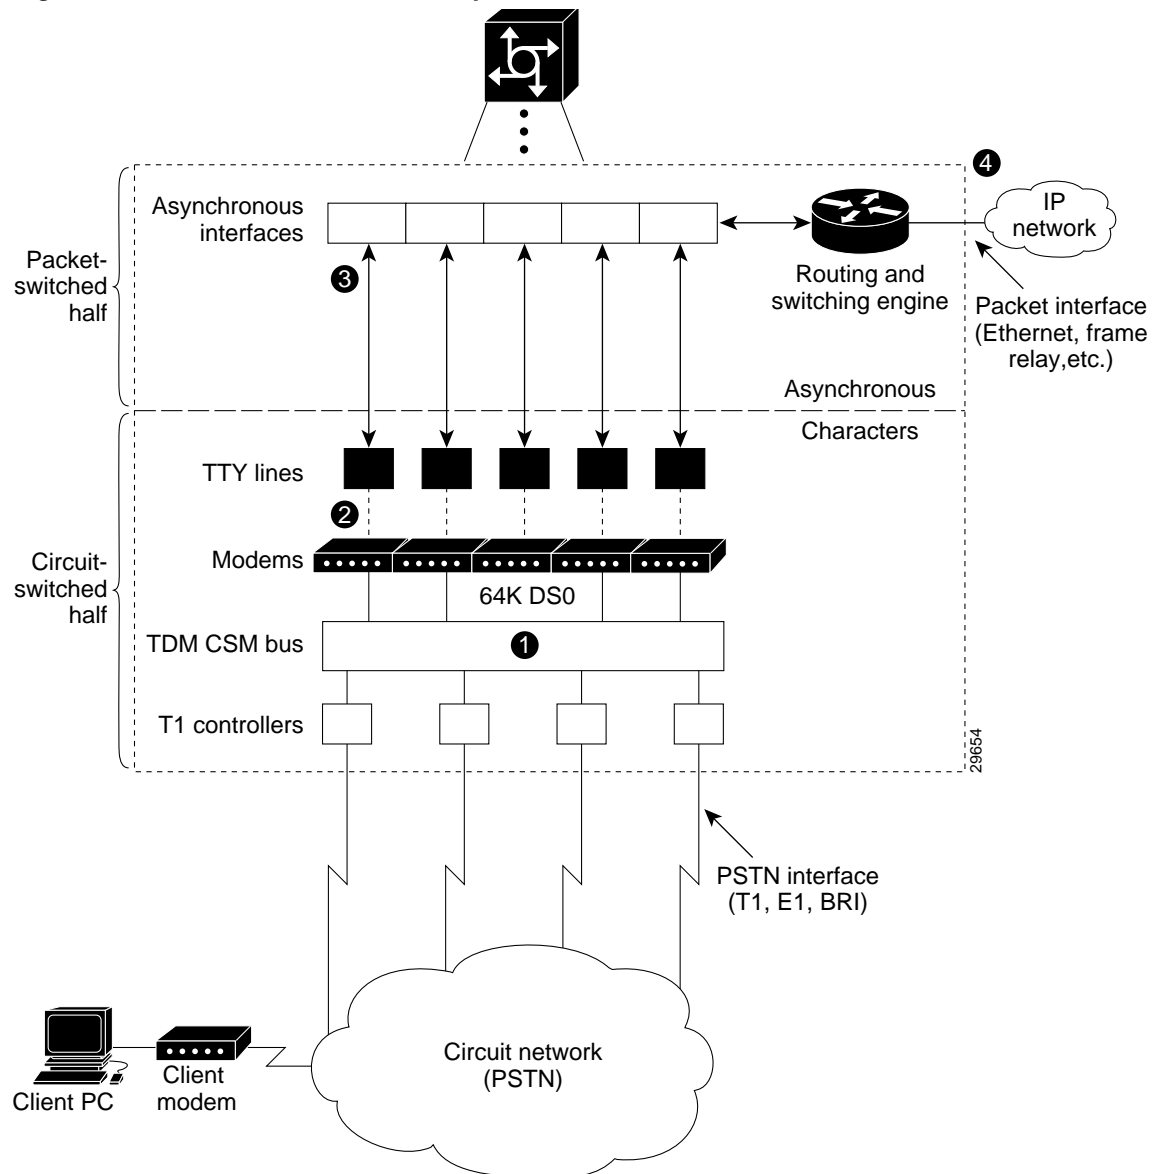 4
Asynchronous
interfaces
IP
network
Packet-
switched
half
3
Routing and
switching engine
Packet interface
(Ethernet, frame
relay,etc.)
Asynchronous
Characters
TTY lines
2
Modems
Circuit-
switched
half
64K DS0
TDM CSM bus
1
T1 controllers
29654
PSTN interface
(T1, E1, BRI)
Circuit network
(PSTN)
Client PC
Client
modem